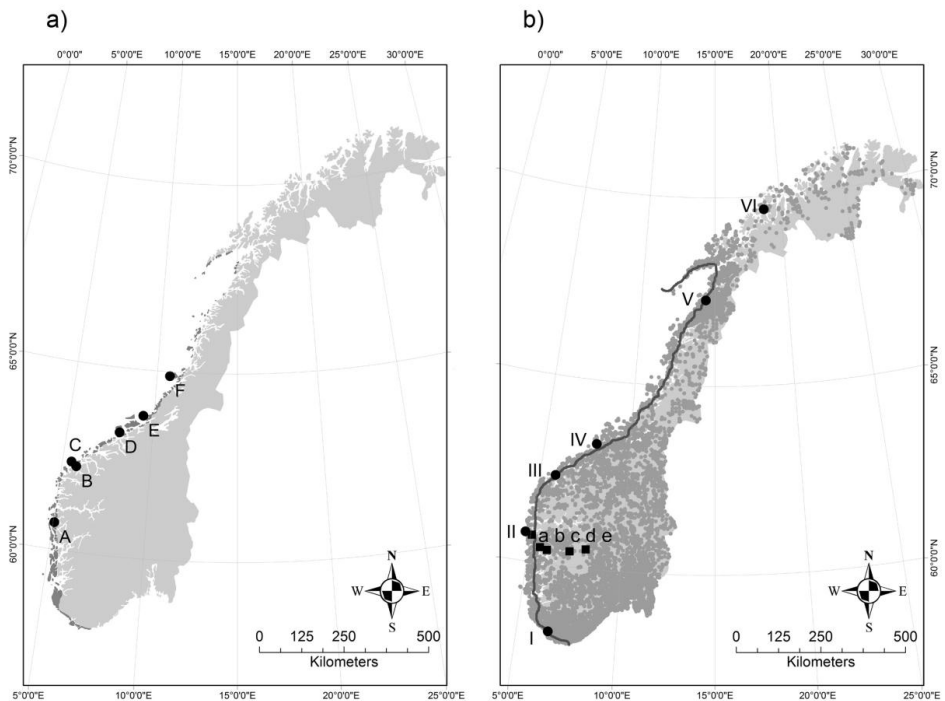 a)
b)
0°0'0"
5°0'0"E
10°0'0"E
15°0'0"E
20°0'0"E
25°0'0"E
30°0'0"E
0°0'0"
5°0'0"E
10°0'0"E
15°0'0"E
20°0'0"E
25°0'0"E
30°0'0"E
70°0'0"N
65°0'0"N
60°0'0"N
F
E
D
C
B
A
N
W E
S
0 125 250 500
Kilometers
5°0'0"E
10°0'0"E
15°0'0"E
20°0'0"E
25°0'0"E
VI
V
IV
III
II
a b c d e
I
70°0'0"N
65°0'0"N
60°0'0"N
N
W E
S
0 125 250 500
Kilometers
5°0'0"E
10°0'0"E
15°0'0"E
20°0'0"E
25°0'0"E